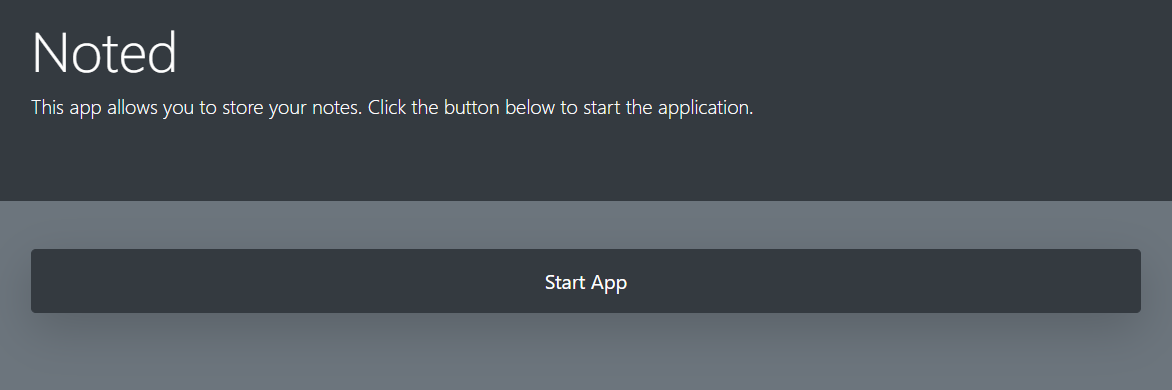 Noted
This app allows you to store your notes. Click the button below to start the application.
Start App